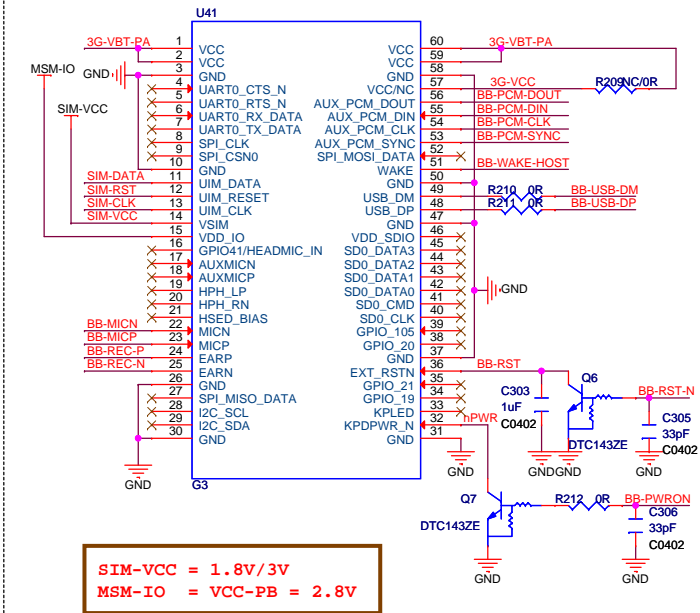 U41
3G-VBT-PA 1 VCC VCC 60 3G-VBT-PA
2 VCC VCC 59
MSM-IO GND 3 GND GND 58
4 UART0_CTS_N VCC/NC 57 3G-VCC R209 NC/0R
5 UART0_RTS_N AUX_PCM_DOUT 56 BB-PCM-DOUT
SIM-VCC 6 UART0_RX_DATA AUX_PCM_DIN 55 BB-PCM-DIN
7 UART0_TX_DATA AUX_PCM_CLK 54 BB-PCM-CLK
8 SPI_CLK AUX_PCM_SYNC 53 BB-PCM-SYNC
9 SPI_CSN0 SPI_MOSI_DATA 52
10 GND WAKE 51 BB-WAKE-HOST
SIM-DATA 11 UIM_DATA GND 50
SIM-RST 12 UIM_RESET USB_DM 49 R210 0R BB-USB-DM
SIM-CLK 13 UIM_CLK USB_DP 48 R211 0R BB-USB-DP
SIM-VCC 14 VSIM GND 47
15 VDD_IO VDD_SDIO 46
16 GPIO41/HEADMIC_IN SD0_DATA3 45
17 AUXMICN SD0_DATA2 44
18 AUXMICP SD0_DATA1 43
19 HPH_LP SD0_DATA0 42 GND
20 HPH_RN SD0_CMD 41
21 HSED_BIAS SD0_CLK 40
BB-MICN 22 MICN GPIO_105 39
BB-MICP 23 MICP GPIO_20 38
BB-REC-P 24 EARP GND 37
BB-REC-N 25 EARN EXT_RSTN 36 BB-RST
26 GND GPIO_21 35
27 SPI_MISO_DATA GPIO_19 34
28 I2C_SCL KPLED 33
29 I2C_SDA KPDPWR_N 32 nPWR
30 GND GND 31
G3
GND
GND
C303
1uF
C0402
GND
Q6
DTC143ZE
GND
BB-RST-N
C305
33pF
C0402
GND
Q7
DTC143ZE
GND
R212 0R BB-PWRON
C306
33pF
C0402
GND
SIM-VCC = 1.8V/3V
MSM-IO = VCC-PB = 2.8V